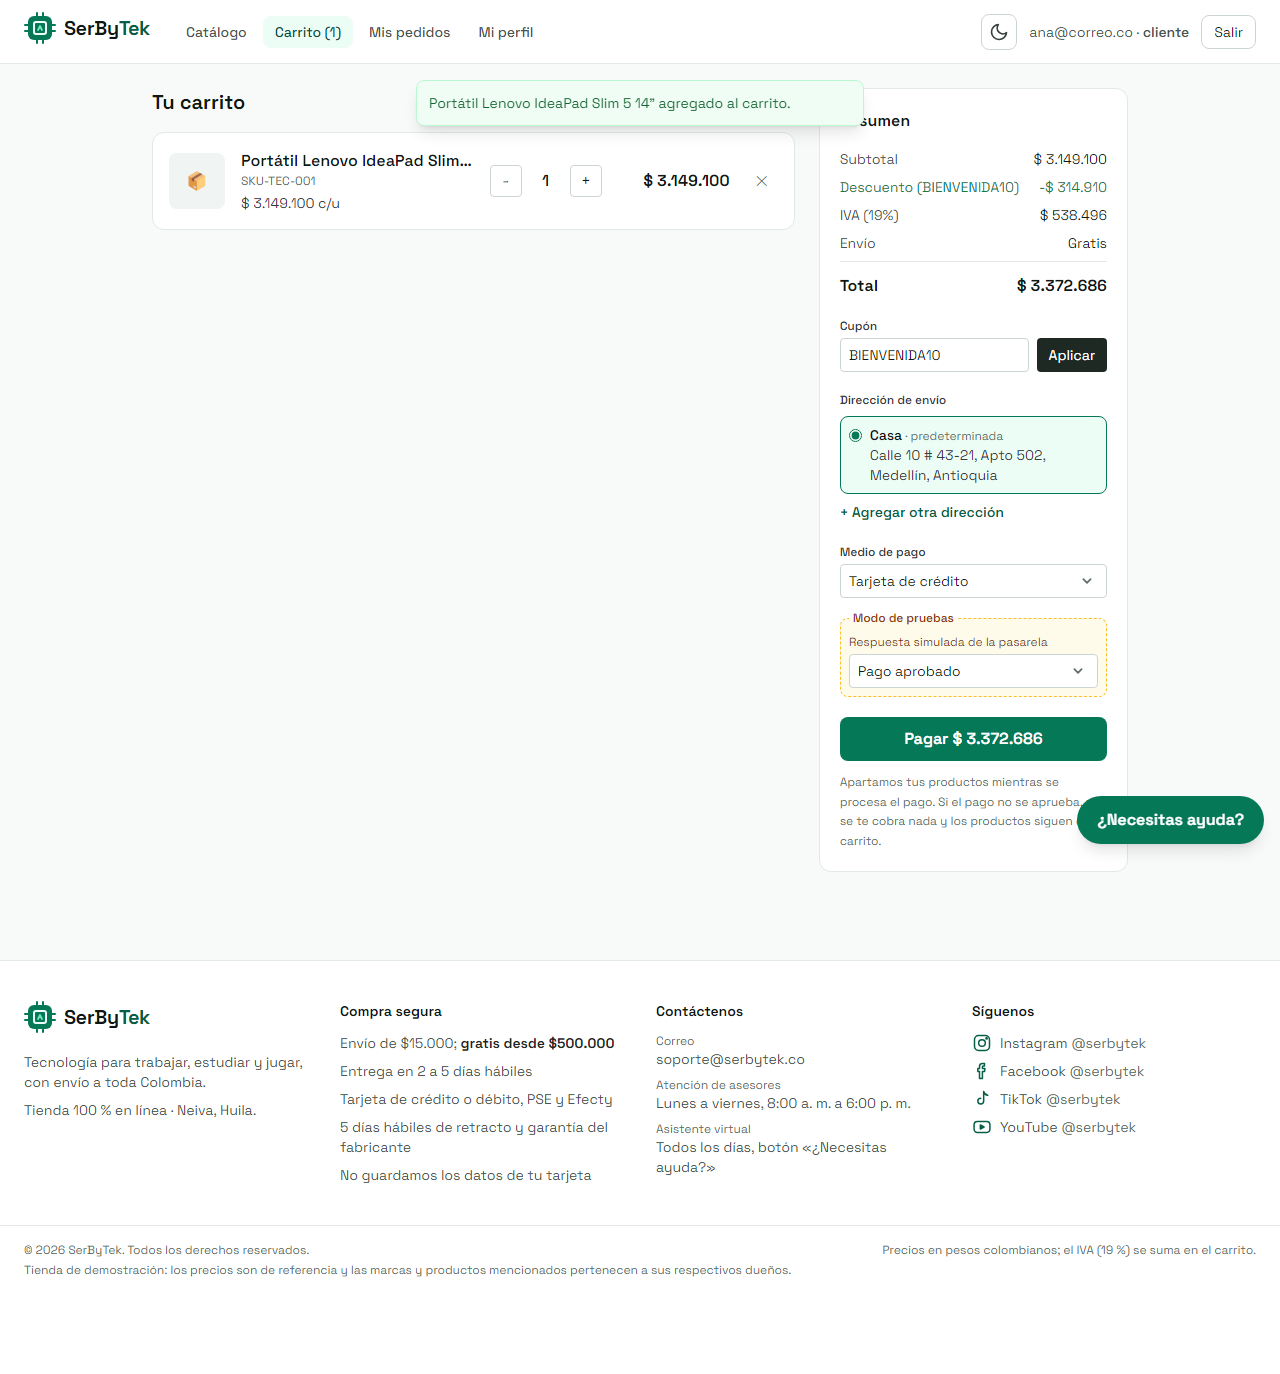 SerByTek
Catálogo
Carrito (1)
Mis pedidos
Mi perfil
ana@correo.co · cliente
Salir
Portátil Lenovo IdeaPad Slim 5 14” agregado al carrito.
Tu carrito
Portátil Lenovo IdeaPad Slim...
SKU-TEC-001
$ 3.149.100 c/u
-
1
+
$ 3.149.100
sumen
Subtotal
$ 3.149.100
Descuento (BIENVENIDA10)
-$ 314.910
IVA (19%)
$ 538.496
Envío
Gratis
Total
$ 3.372.686
Cupón
BIENVENIDA10
Aplicar
Dirección de envío
Casa · predeterminada
Calle 10 # 43-21, Apto 502,
Medellín, Antioquia
+ Agregar otra dirección
Medio de pago
Tarjeta de crédito
Modo de pruebas
Respuesta simulada de la pasarela
Pago aprobado
Pagar $ 3.372.686
Apartamos tus productos mientras se
procesa el pago. Si el pago no se aprueba,
se te cobra nada y los productos siguen
carrito.
¿Necesitas ayuda?
SerByTek
Tecnología para trabajar, estudiar y jugar,
con envío a toda Colombia.
Tienda 100 % en línea · Neiva, Huila.
Compra segura
Envío de $15.000; gratis desde $500.000
Entrega en 2 a 5 días hábiles
Tarjeta de crédito o débito, PSE y Efecty
5 días hábiles de retracto y garantía del
fabricante
No guardamos los datos de tu tarjeta
Contáctenos
Correo
soporte@serbytek.co
Atención de asesores
Lunes a viernes, 8:00 a. m. a 6:00 p. m.
Asistente virtual
Todos los días, botón «¿Necesitas
ayuda?»
Síguenos
Instagram @serbytek
Facebook @serbytek
TikTok @serbytek
YouTube @serbytek
© 2026 SerByTek. Todos los derechos reservados.
Precios en pesos colombianos; el IVA (19 %) se suma en el carrito.
Tienda de demostración: los precios son de referencia y las marcas y productos mencionados pertenecen a sus respectivos dueños.